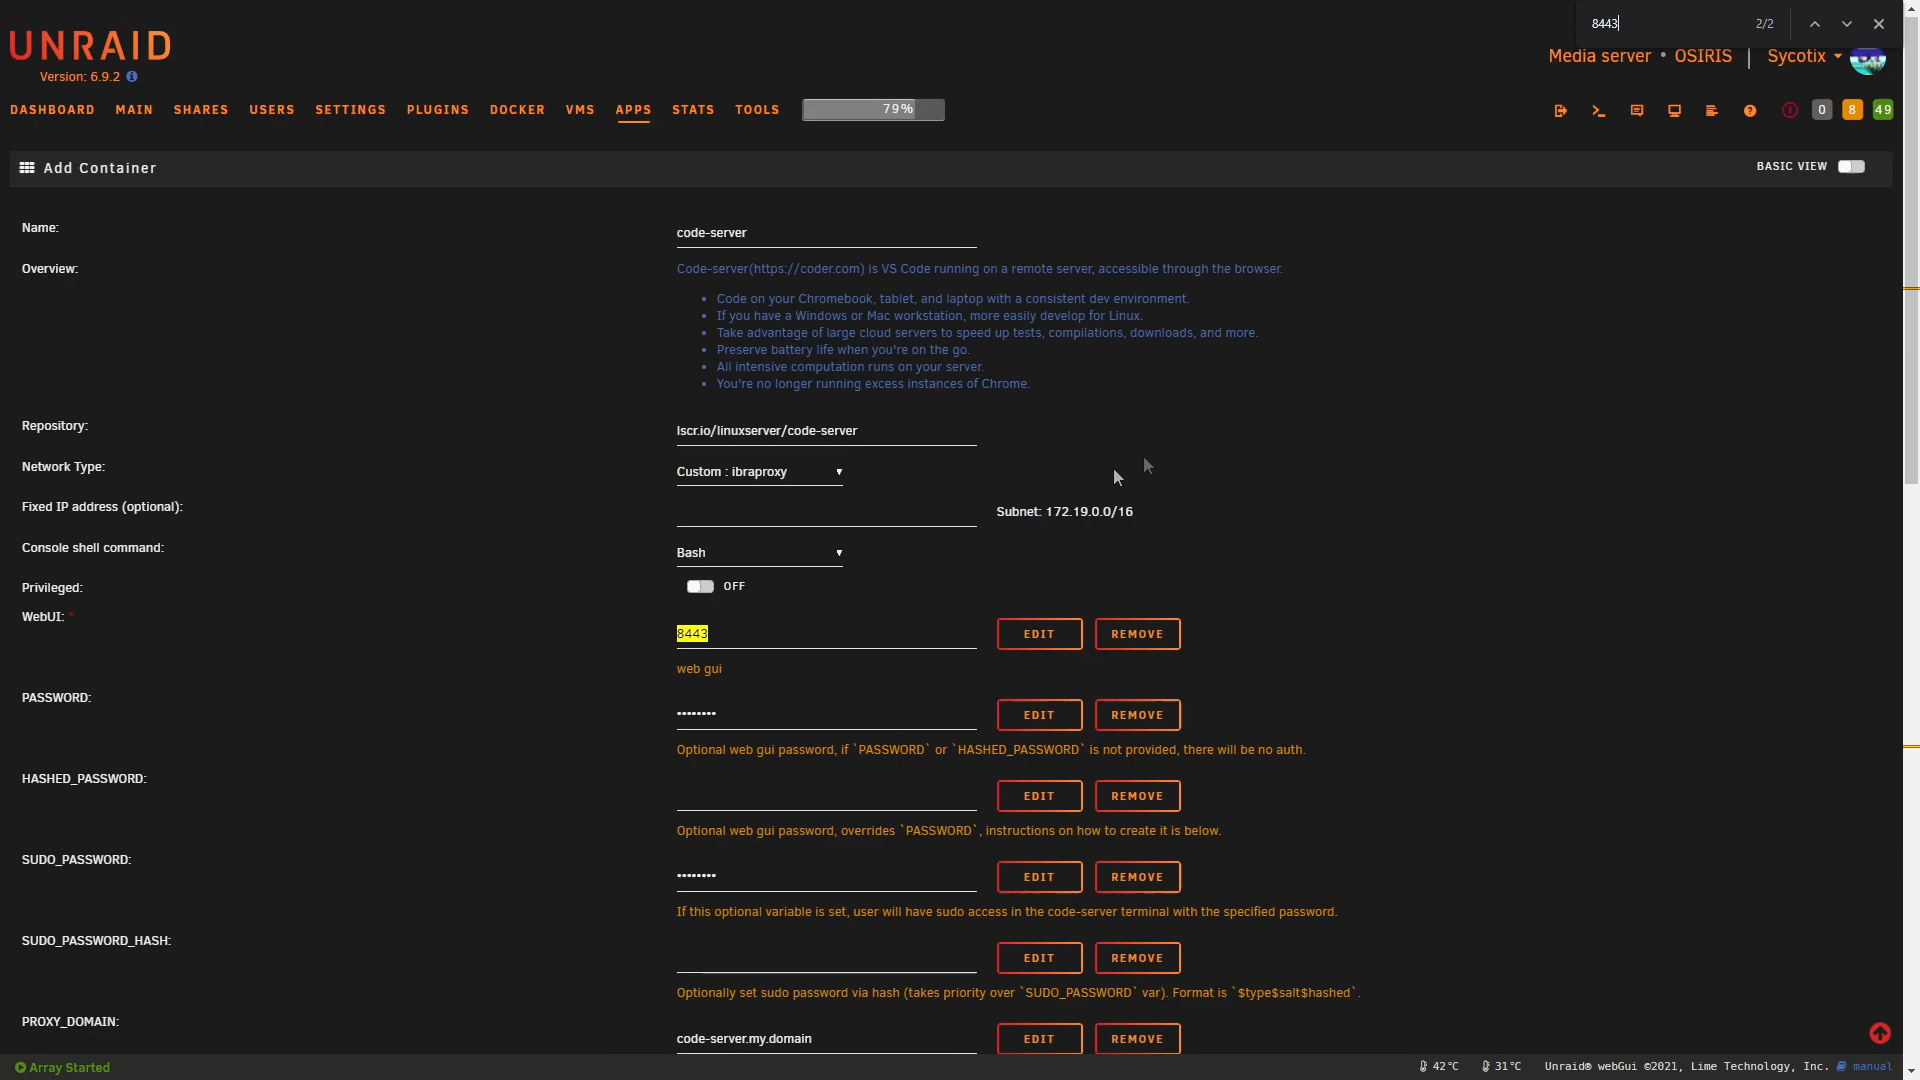 8443 2/2
UNRAID
Version: 6.9.2
Media server • OSIRIS | Sycotix
DASHBOARD MAIN SHARES USERS SETTINGS PLUGINS DOCKER VMS APPS STATS TOOLS 79% 0 8 49
Add Container BASIC VIEW
Name: code-server
Overview: Code-server(https://coder.com) is VS Code running on a remote server, accessible through the browser.
• Code on your Chromebook, tablet, and laptop with a consistent dev environment.
• If you have a Windows or Mac workstation, more easily develop for Linux.
• Take advantage of large cloud servers to speed up tests, compilations, downloads, and more.
• Preserve battery life when you're on the go.
• All intensive computation runs on your server.
• You're no longer running excess instances of Chrome.
Repository: lscr.io/linuxserver/code-server
Network Type: Custom : ibraproxy
Fixed IP address (optional): Subnet: 172.19.0.0/16
Console shell command: Bash
Privileged: OFF
WebUI: * 8443 EDIT REMOVE
web gui
PASSWORD: •••••••• EDIT REMOVE
Optional web gui password, if `PASSWORD` or `HASHED_PASSWORD` is not provided, there will be no auth.
HASHED_PASSWORD: EDIT REMOVE
Optional web gui password, overrides `PASSWORD`, instructions on how to create it is below.
SUDO_PASSWORD: •••••••• EDIT REMOVE
If this optional variable is set, user will have sudo access in the code-server terminal with the specified password.
SUDO_PASSWORD_HASH: EDIT REMOVE
Optionally set sudo password via hash (takes priority over `SUDO_PASSWORD` var). Format is `$type$salt$hashed`.
PROXY_DOMAIN: code-server.my.domain EDIT REMOVE
Array Started 42°C 31°C Unraid® webGui ©2021, Lime Technology, Inc. manual